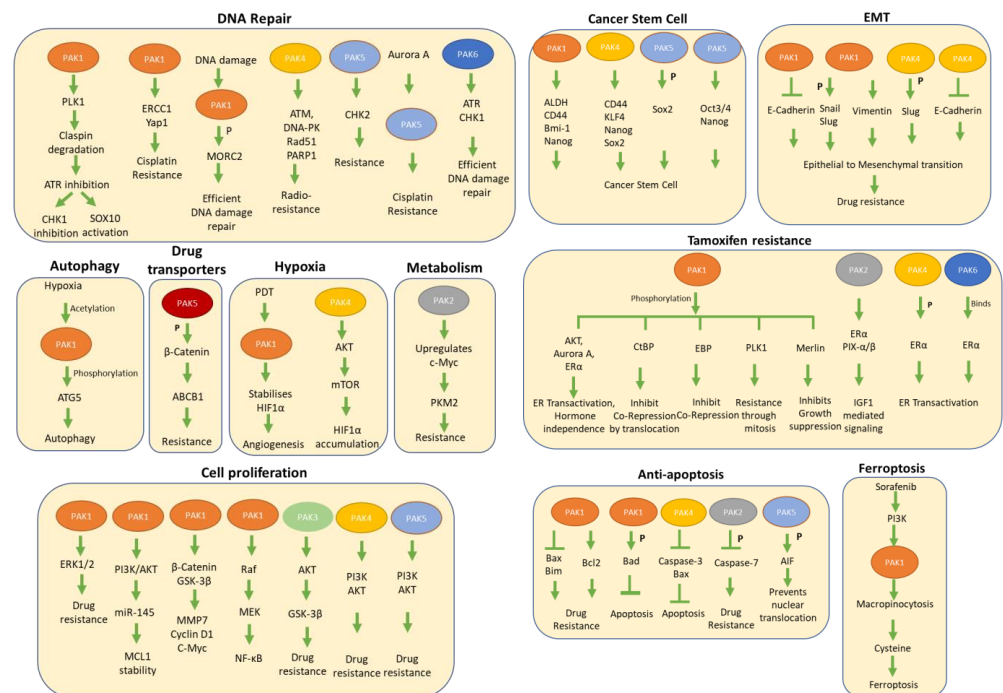 DNA Repair
PAK1
PLK1
Claspin
degradation
ATR inhibition
CHK1
inhibition
SOX10
activation
PAK1
ERCC1
Yap1
Cisplatin
Resistance
DNA damage
PAK1
P
MORC2
Efficient
DNA damage
repair
PAK4
ATM,
DNA-PK
Rad51
PARP1
Radio-
resistance
PAK5
CHK2
Resistance
Aurora A
PAK5
Cisplatin
Resistance
PAK6
ATR
CHK1
Efficient
DNA damage
repair
Cancer Stem Cell
PAK1
ALDH
CD44
Bmi-1
Nanog
PAK4
CD44
KLF4
Nanog
Sox2
PAK5
P
Sox2
PAK5
Oct3/4
Nanog
Cancer Stem Cell
EMT
PAK1
E-Cadherin
PAK1
P
Snail
Slug
Vimentin
PAK4
P
Slug
PAK4
E-Cadherin
Epithelial to Mesenchymal transition
Drug resistance
Autophagy
Hypoxia
Acetylation
PAK1
Phosphorylation
ATG5
Autophagy
Drug
transporters
PAK5
P
β-Catenin
ABCB1
Resistance
Hypoxia
PDT
PAK1
Stabilises
HIF1α
Angiogenesis
PAK4
AKT
mTOR
HIF1α
accumulation
Metabolism
PAK2
Upregulates
c-Myc
PKM2
Resistance
Tamoxifen resistance
PAK1
Phosphorylation
AKT,
Aurora A,
ERα
ER Transactivation,
Hormone
independence
CtBP
Inhibit
Co-Repression
by translocation
EBP
Inhibit
Co-Repression
PLK1
Resistance
through
mitosis
Merlin
Inhibits
Growth
suppression
PAK2
ERα
PIX-α/β
IGF1
mediated
signaling
PAK4
P
ERα
PAK6
Binds
ERα
ER Transactivation
Cell proliferation
PAK1
ERK1/2
Drug
resistance
PAK1
PI3K/AKT
miR-145
MCL1
stability
PAK1
β-Catenin
GSK-3β
MMP7
Cyclin D1
C-Myc
PAK1
Raf
MEK
NF-κB
PAK3
AKT
GSK-3β
Drug
resistance
PAK4
PI3K
AKT
Drug
resistance
PAK5
PI3K
AKT
Drug
resistance
Anti-apoptosis
PAK1
Bax
Bim
Bcl2
Drug
Resistance
PAK1
P
Bad
Apoptosis
PAK4
Caspase-3
Bax
Apoptosis
PAK2
P
Caspase-7
Drug
Resistance
PAK5
P
AIF
Prevents
nuclear
translocation
Ferroptosis
Sorafenib
PI3K
PAK1
Macropinocytosis
Cysteine
Ferroptosis